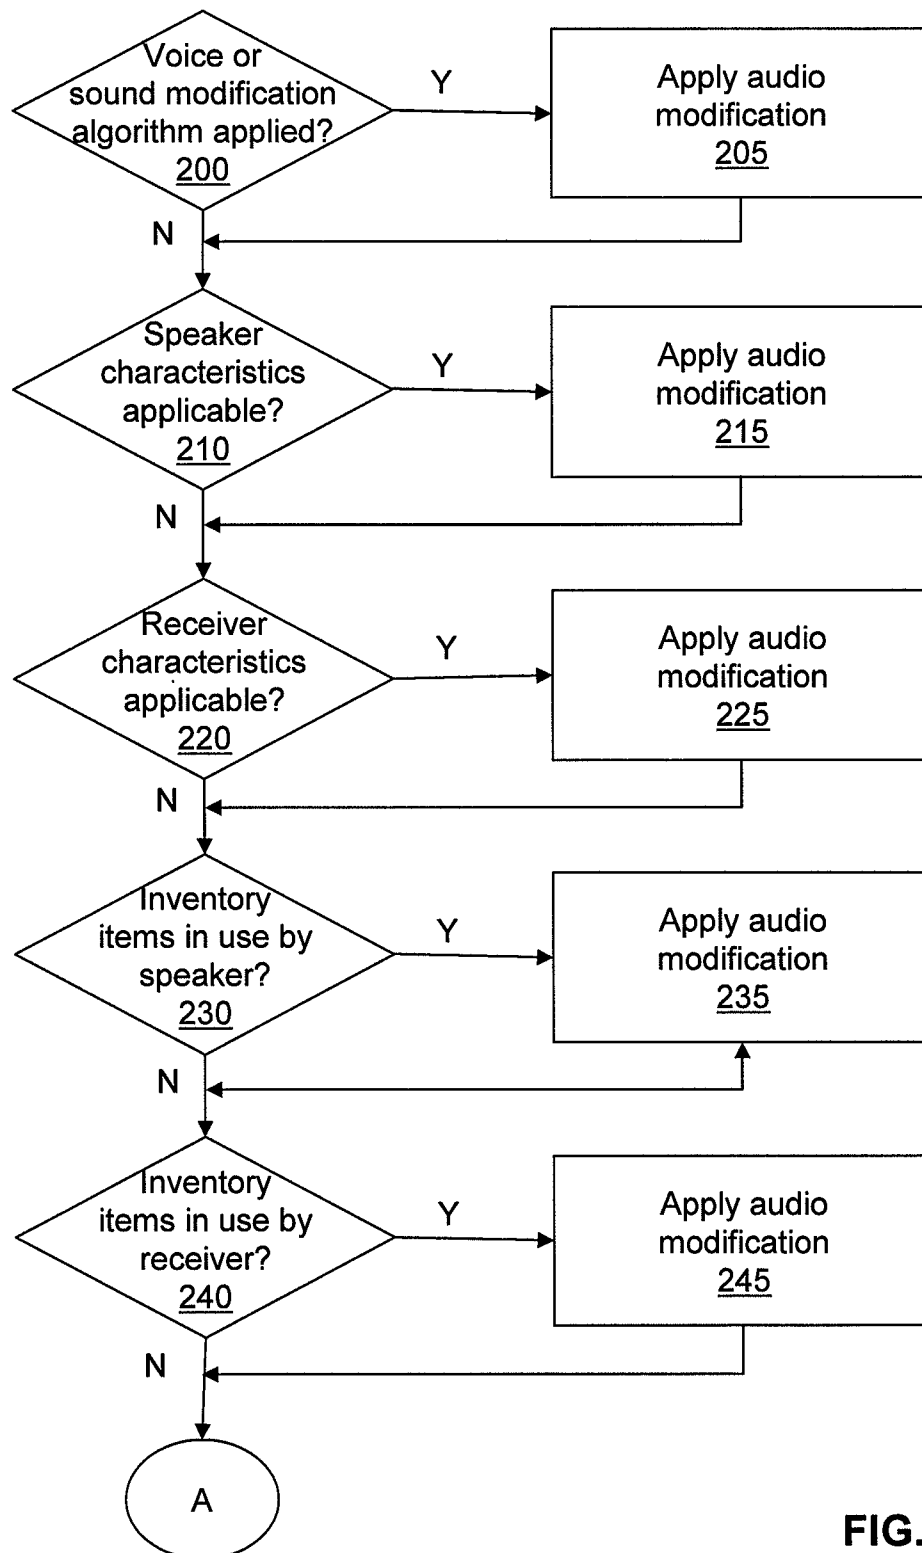 Voice or
sound modification
algorithm applied?
200
Y
Apply audio
modification
205
N
Speaker
characteristics
applicable?
210
Y
Apply audio
modification
215
N
Receiver
characteristics
applicable?
220
Y
Apply audio
modification
225
N
Inventory
items in use by
speaker?
230
Y
Apply audio
modification
235
N
Inventory
items in use by
receiver?
240
Y
Apply audio
modification
245
N
A
FIG.